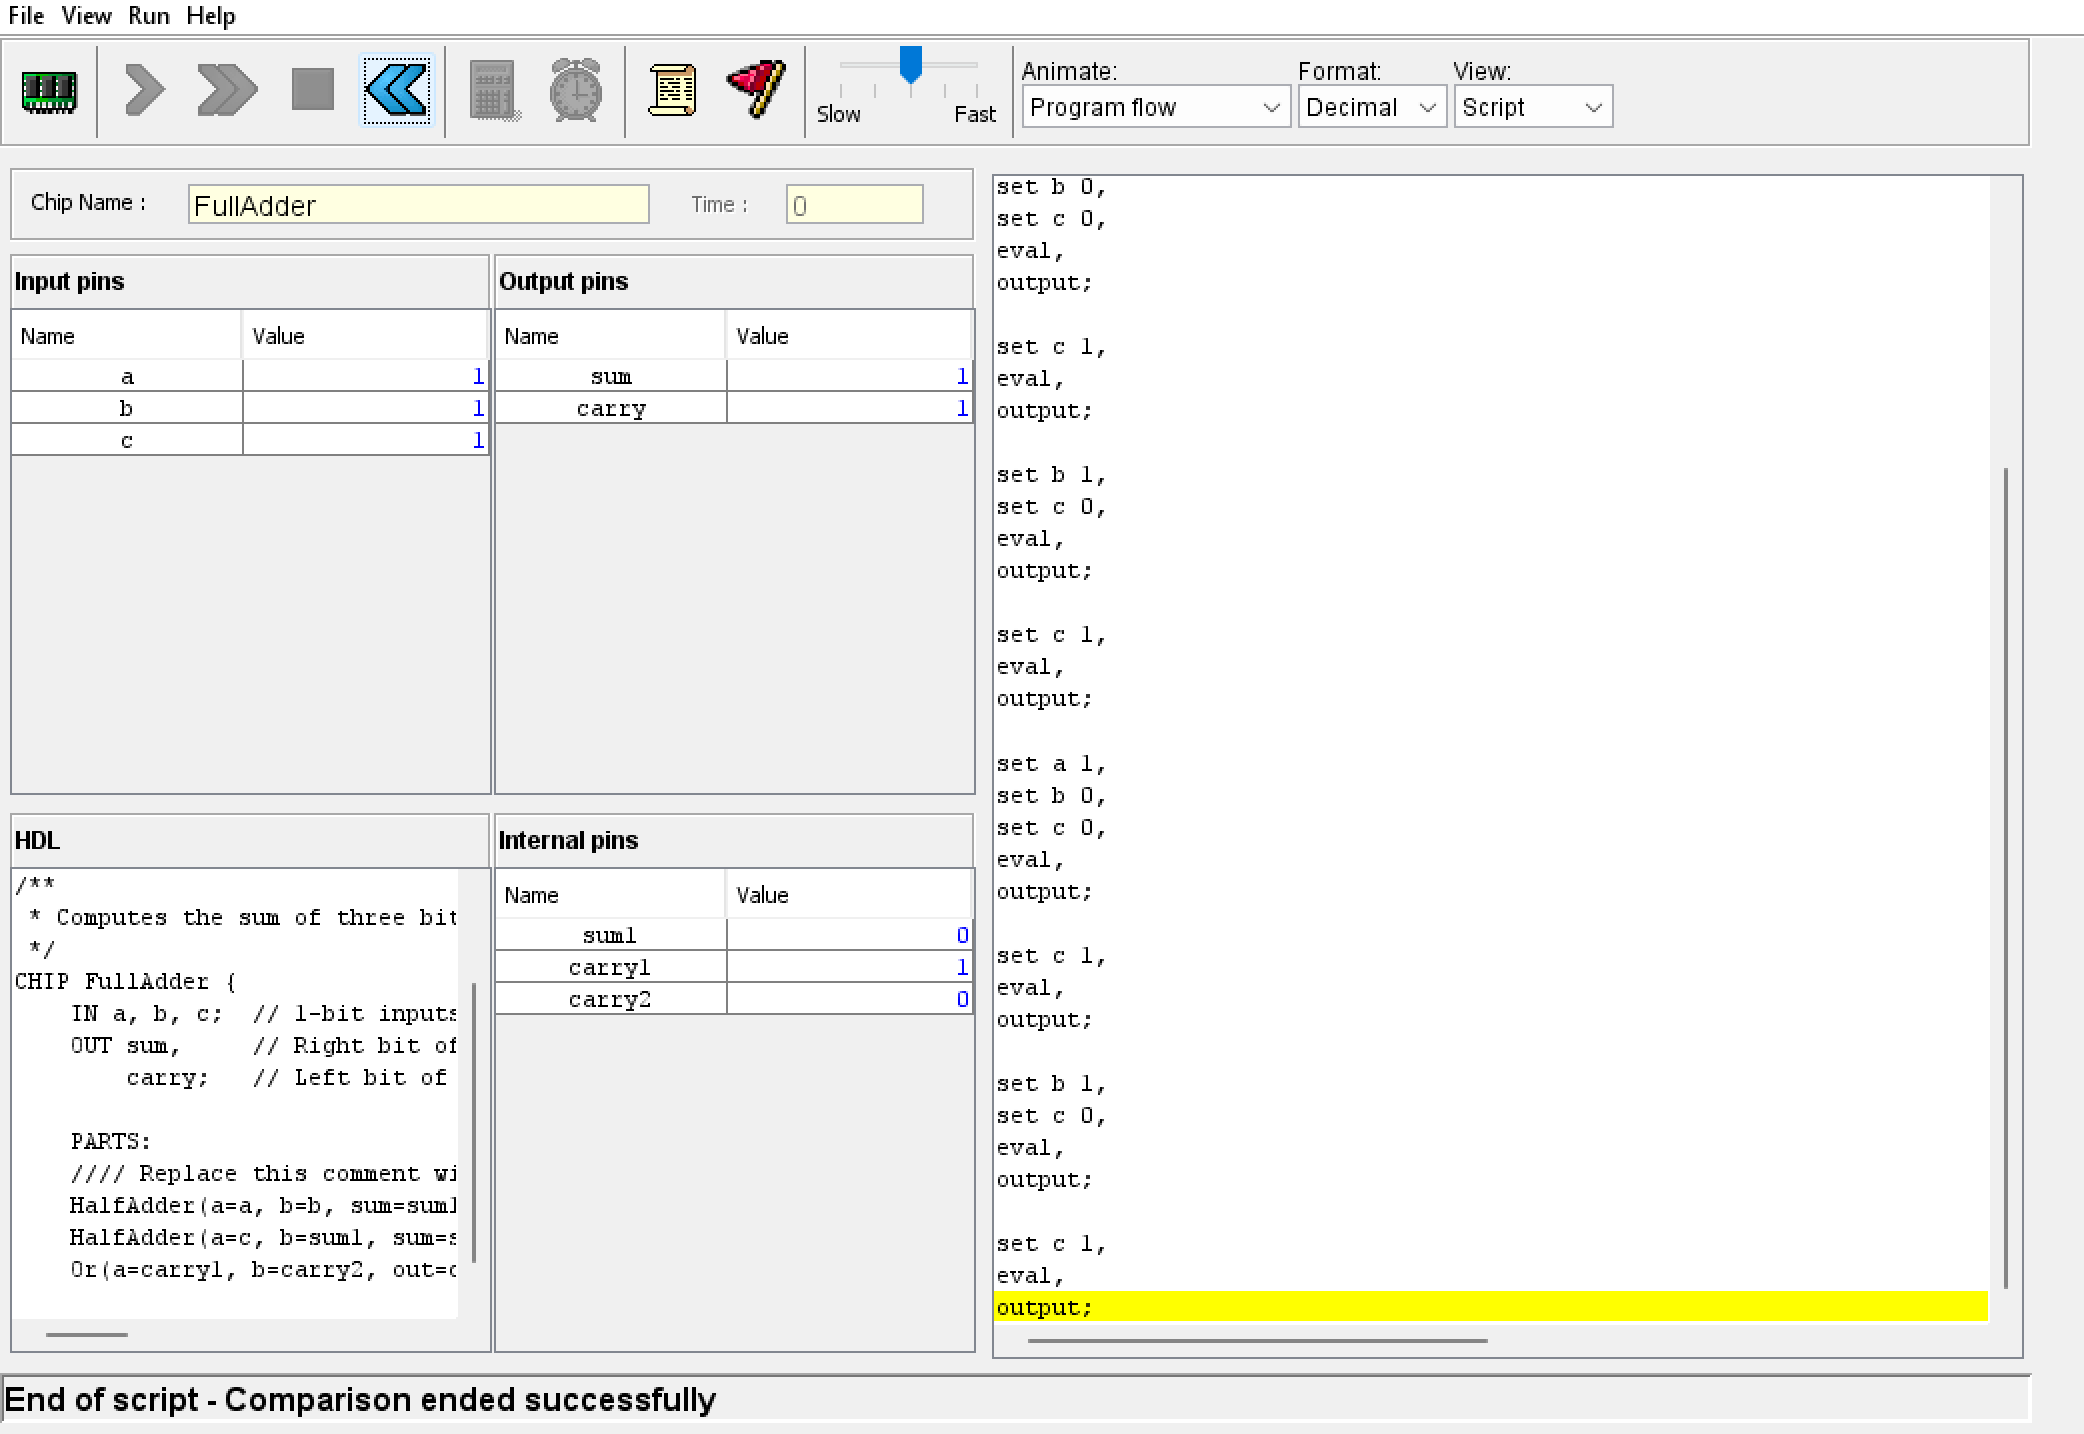 File View Run Help
Animate: Format: View:
Slow Fast Program flow Decimal Script
Chip Name : FullAdder Time : 0
Input pins
Name Value
a 1
b 1
c 1
Output pins
Name Value
sum 1
carry 1
HDL
/**
 * Computes the sum of three bit
 */
CHIP FullAdder {
    IN a, b, c;  // 1-bit inputs
    OUT sum,     // Right bit of
        carry;   // Left bit of

    PARTS:
    //// Replace this comment wi
    HalfAdder(a=a, b=b, sum=sum1
    HalfAdder(a=c, b=sum1, sum=s
    Or(a=carry1, b=carry2, out=c
Internal pins
Name Value
sum1 0
carry1 1
carry2 0
set b 0,
set c 0,
eval,
output;

set c 1,
eval,
output;

set b 1,
set c 0,
eval,
output;

set c 1,
eval,
output;

set a 1,
set b 0,
set c 0,
eval,
output;

set c 1,
eval,
output;

set b 1,
set c 0,
eval,
output;

set c 1,
eval,
output;
End of script - Comparison ended successfully